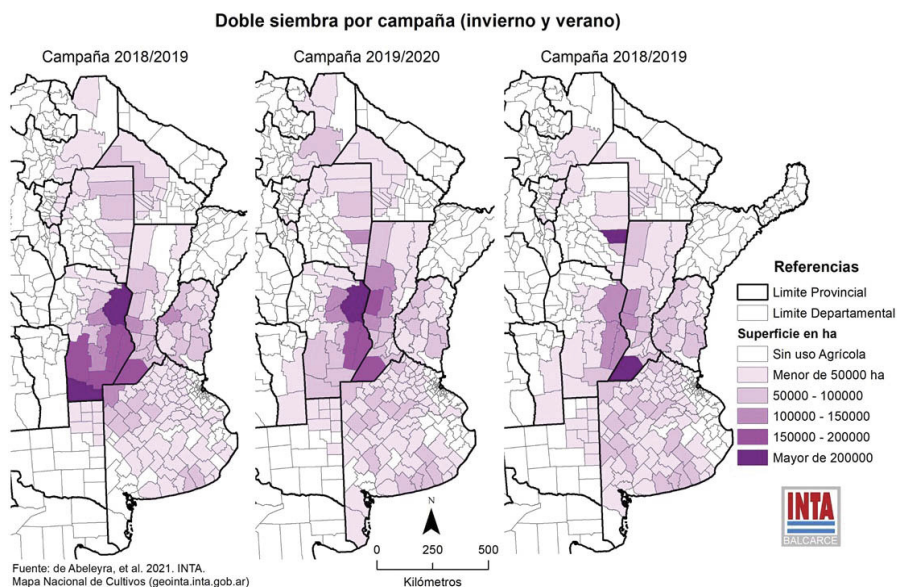 Doble siembra por campaña (invierno y verano)
Campaña 2018/2019
Campaña 2019/2020
Campaña 2018/2019
Referencias
Limite Provincial
Limite Departamental
Superficie en ha
Sin uso Agrícola
Menor de 50000 ha
50000 - 100000
100000 - 150000
150000 - 200000
Mayor de 200000
INTA
BALCARCE
N
0 250 500
Kilómetros
Fuente: de Abeleyra, et al. 2021. INTA.
Mapa Nacional de Cultivos (geointa.inta.gob.ar)